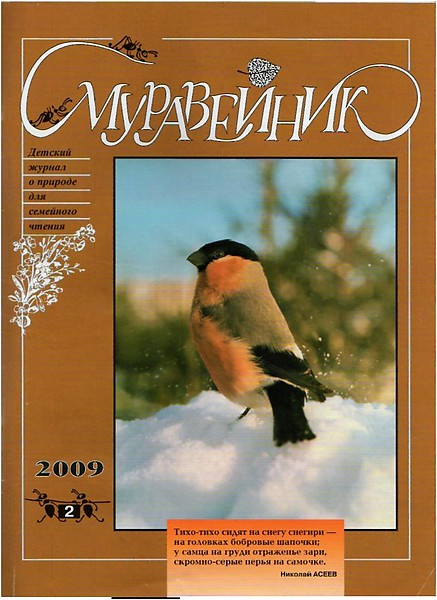 МУРАВЕЙНИК
Детский
журнал
о природе
для
семейного
чтения
2009
2
Тихо-тихо сидят на снегу снегири —
на головках бобровые шапочки;
у самца на груди отраженье зари,
скромно-серые перья на самочке.
Николай АСЕЕВ